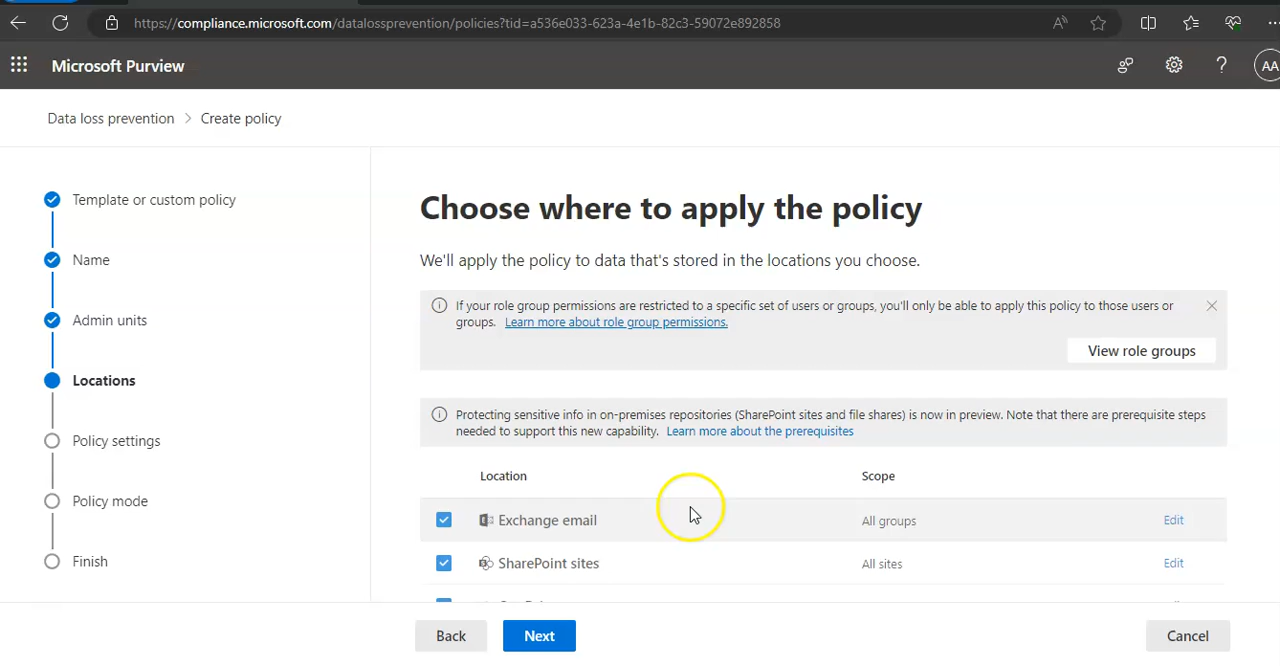 https://compliance.microsoft.com/datalossprevention/policies?tid=a536e033-623a-4e1b-82c3-59072e892858
Microsoft Purview
AA
Data loss prevention > Create policy
Template or custom policy
Name
Admin units
Locations
Policy settings
Policy mode
Finish
Choose where to apply the policy
We'll apply the policy to data that's stored in the locations you choose.
If your role group permissions are restricted to a specific set of users or groups, you'll only be able to apply this policy to those users or
groups. Learn more about role group permissions.
View role groups
Protecting sensitive info in on-premises repositories (SharePoint sites and file shares) is now in preview. Note that there are prerequisite steps
needed to support this new capability. Learn more about the prerequisites
Location Scope
Exchange email All groups Edit
SharePoint sites All sites Edit
Back Next Cancel